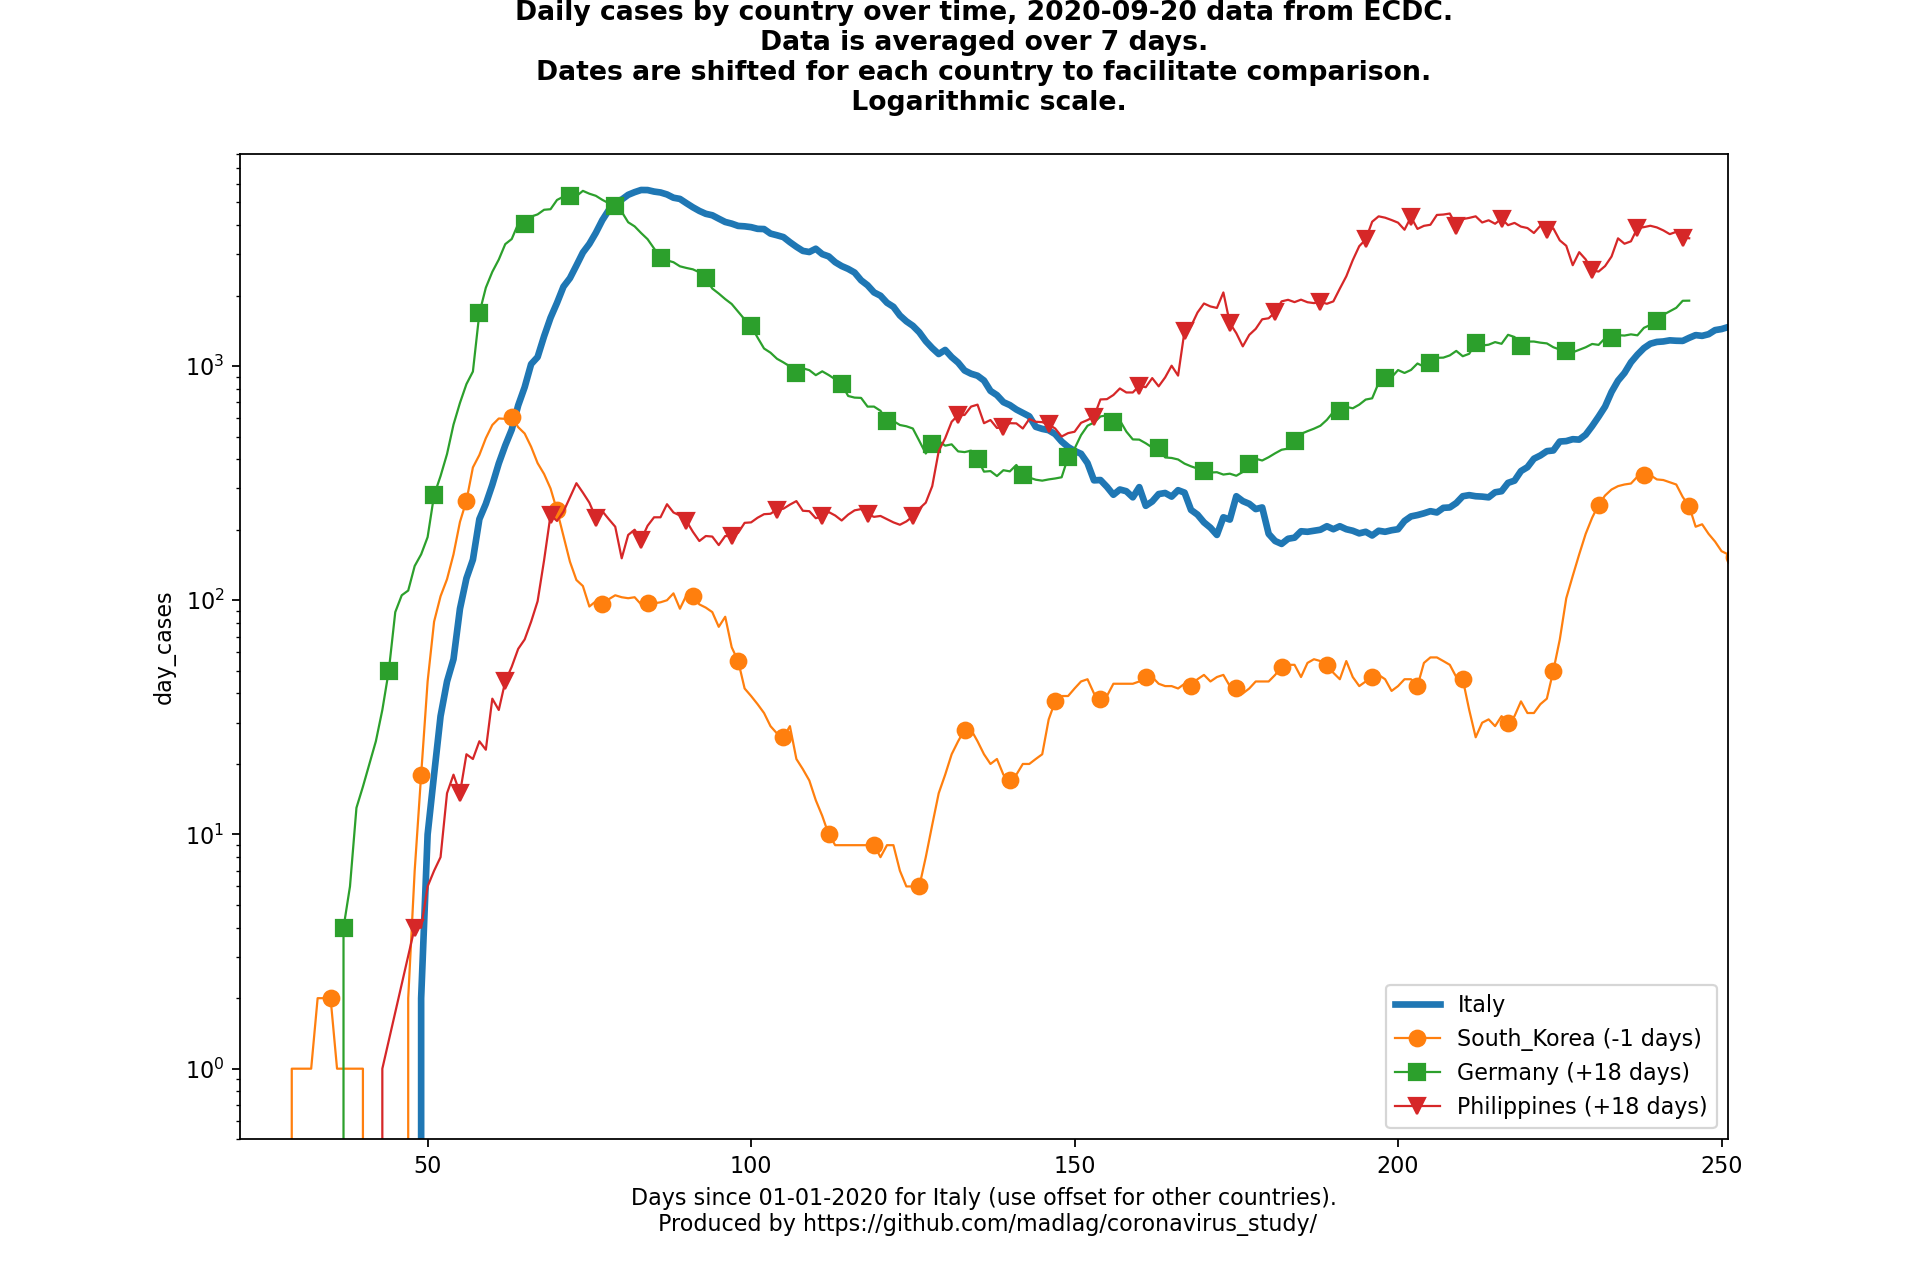 Daily cases by country over time, 2020-09-20 data from ECDC.
Data is averaged over 7 days.
Dates are shifted for each country to facilitate comparison.
Logarithmic scale.
day_cases
10³
10²
10¹
10⁰
50
100
150
200
250
Italy
South_Korea (-1 days)
Germany (+18 days)
Philippines (+18 days)
Days since 01-01-2020 for Italy (use offset for other countries).
Produced by https://github.com/madlag/coronavirus_study/